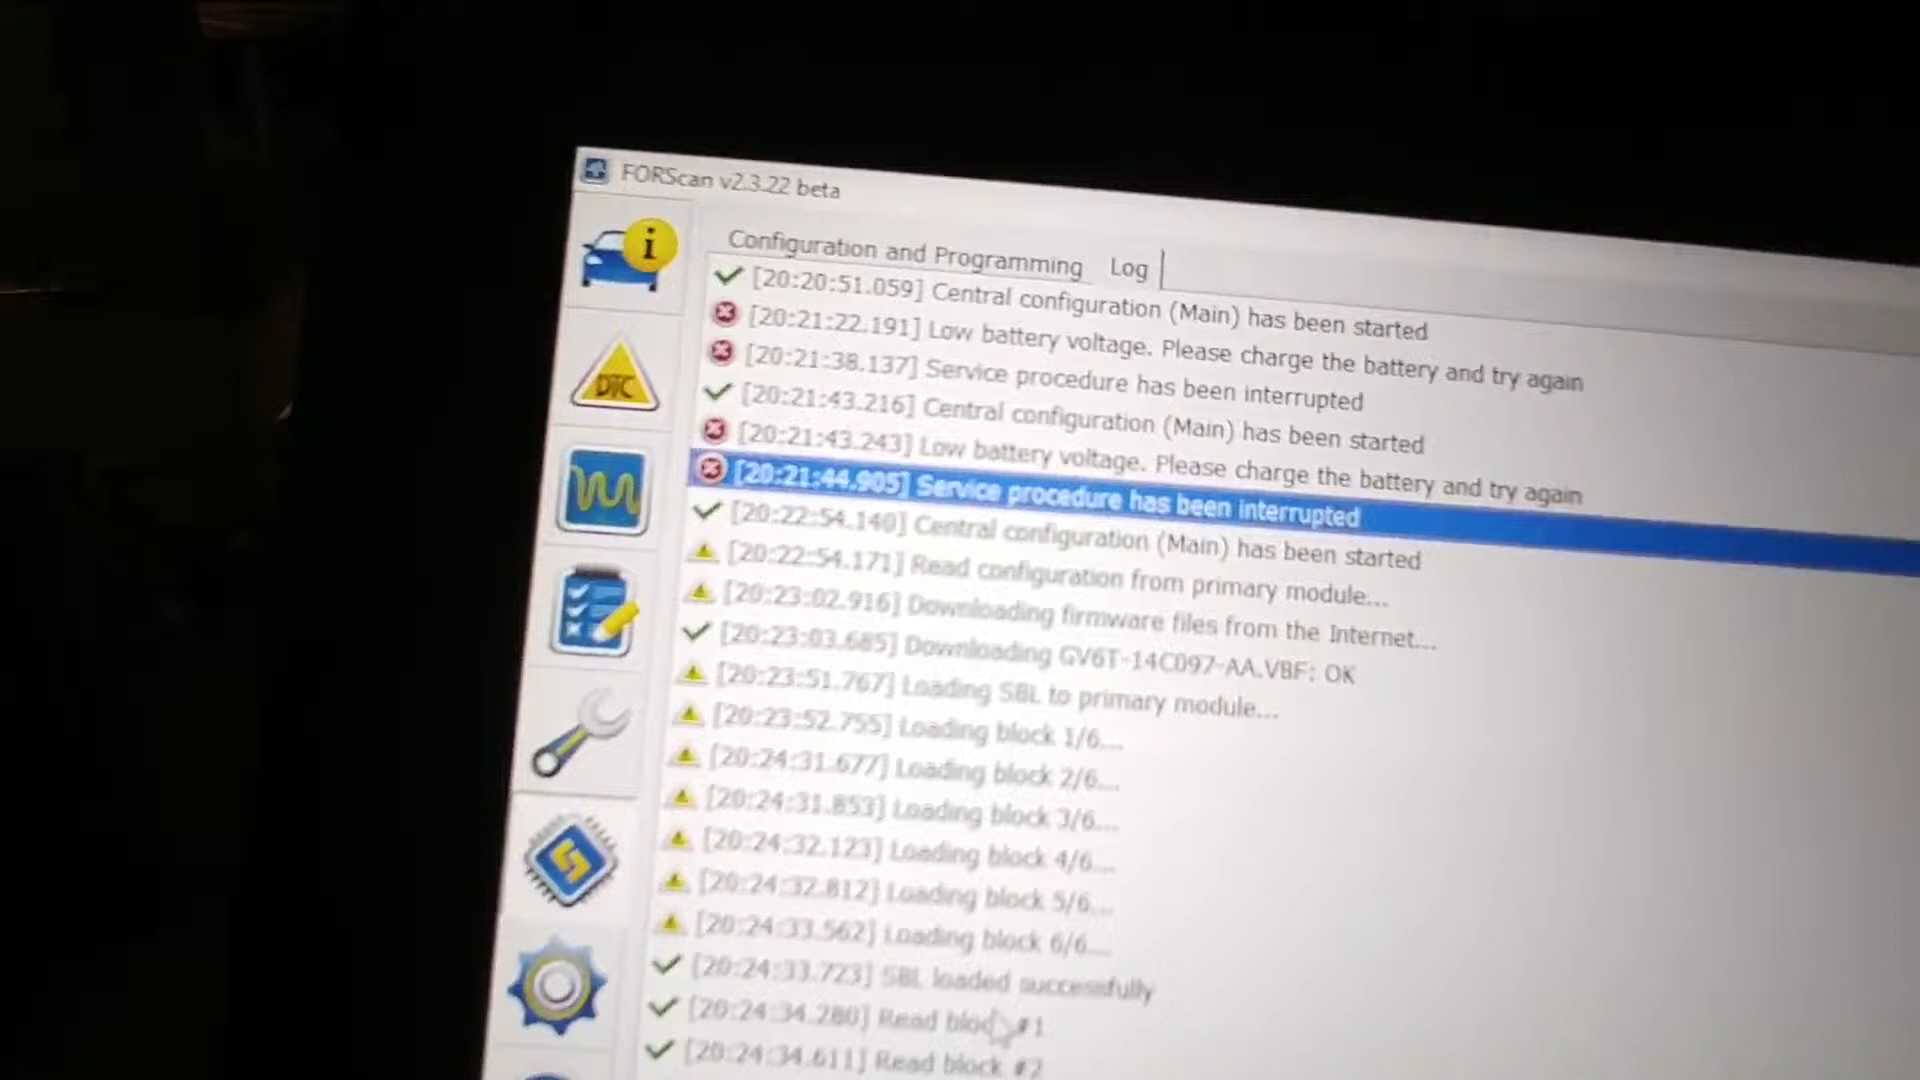 FORScan v2.3.22 beta
Configuration and Programming Log
[20:20:51.059] Central configuration (Main) has been started
[20:21:22.191] Low battery voltage. Please charge the battery and try again
[20:21:38.137] Service procedure has been interrupted
[20:21:43.216] Central configuration (Main) has been started
[20:21:43.243] Low battery voltage. Please charge the battery and try again
[20:21:44.905] Service procedure has been interrupted
[20:22:54.140] Central configuration (Main) has been started
[20:22:54.171] Read configuration from primary module...
[20:23:02.916] Downloading firmware files from the Internet...
[20:23:03.685] Downloading GV6T-14C097-AA.VBF: OK
[20:23:51.767] Loading SBL to primary module...
[20:23:52.755] Loading block 1/6...
[20:24:31.677] Loading block 2/6...
[20:24:31.853] Loading block 3/6...
[20:24:32.123] Loading block 4/6...
[20:24:32.812] Loading block 5/6...
[20:24:33.562] Loading block 6/6...
[20:24:33.723] SBL loaded successfully
[20:24:34.280] Read block #1
[20:24:34.611] Read block #2
DTC
i